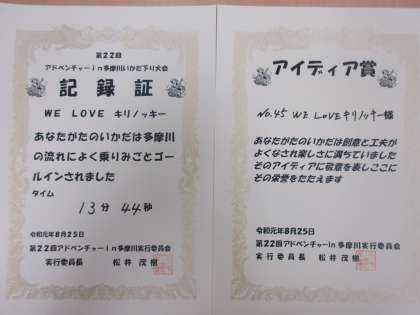 第22回
アドベンチャーin多摩川いかだ下り大会
記録証
WE LOVE キリノッキー
あなたがたのいかだは多摩川
の流れによく乗りみごとゴー
ルインされました
タイム
13分 44秒
令和元年8月25日
第22回アドベンチャーin多摩川実行委員会
実行委員長 松井茂樹
アイディア賞
No.45 WE LOVE キリノッキー様
あなたがたのいかだは創意と工夫が
よくなされ楽しさに満ちていました
そのアイディアに敬意を表しここに
その栄誉をたたえます
令和元年8月25日
第22回アドベンチャーin多摩川実行委員会
実行委員長 松井茂樹